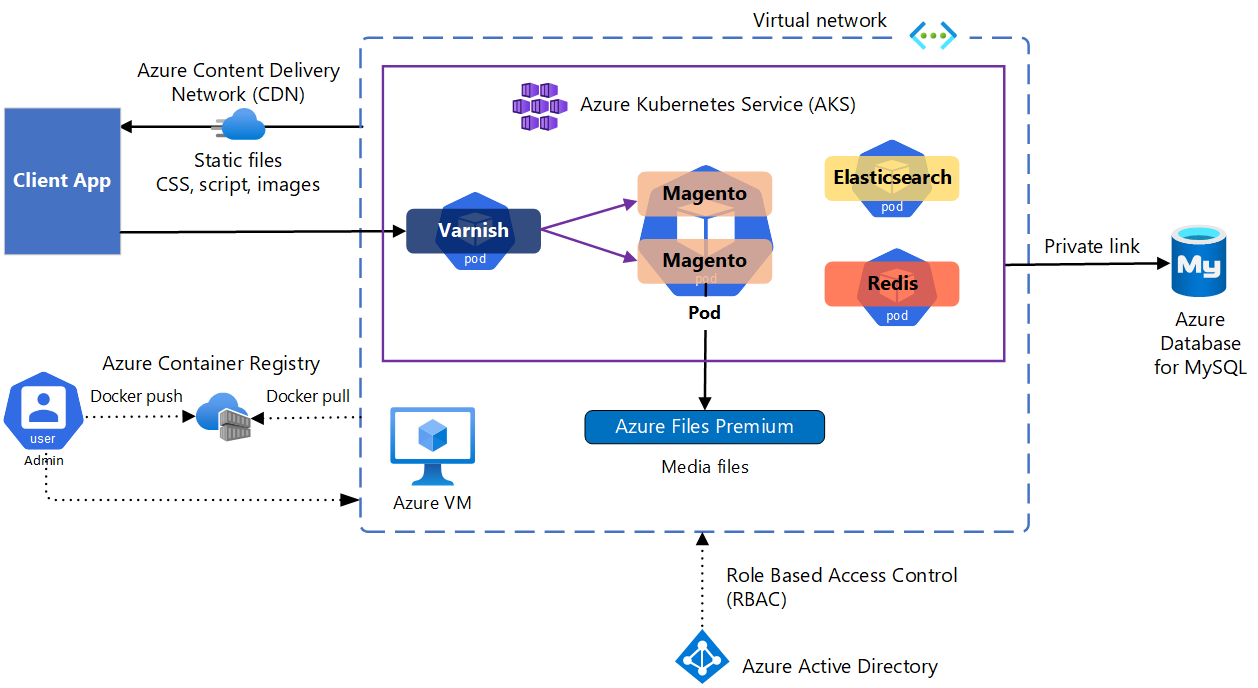 Virtual network
Azure Content Delivery
Network (CDN)
Static files
CSS, script, images
Client App
Azure Kubernetes Service (AKS)
Varnish
pod
Magento
Magento
pod
Pod
Elasticsearch
pod
Redis
pod
Private link
My
Azure
Database
for MySQL
Azure Container Registry
Docker push
Docker pull
user
Admin
Azure VM
Azure Files Premium
Media files
Role Based Access Control
(RBAC)
Azure Active Directory